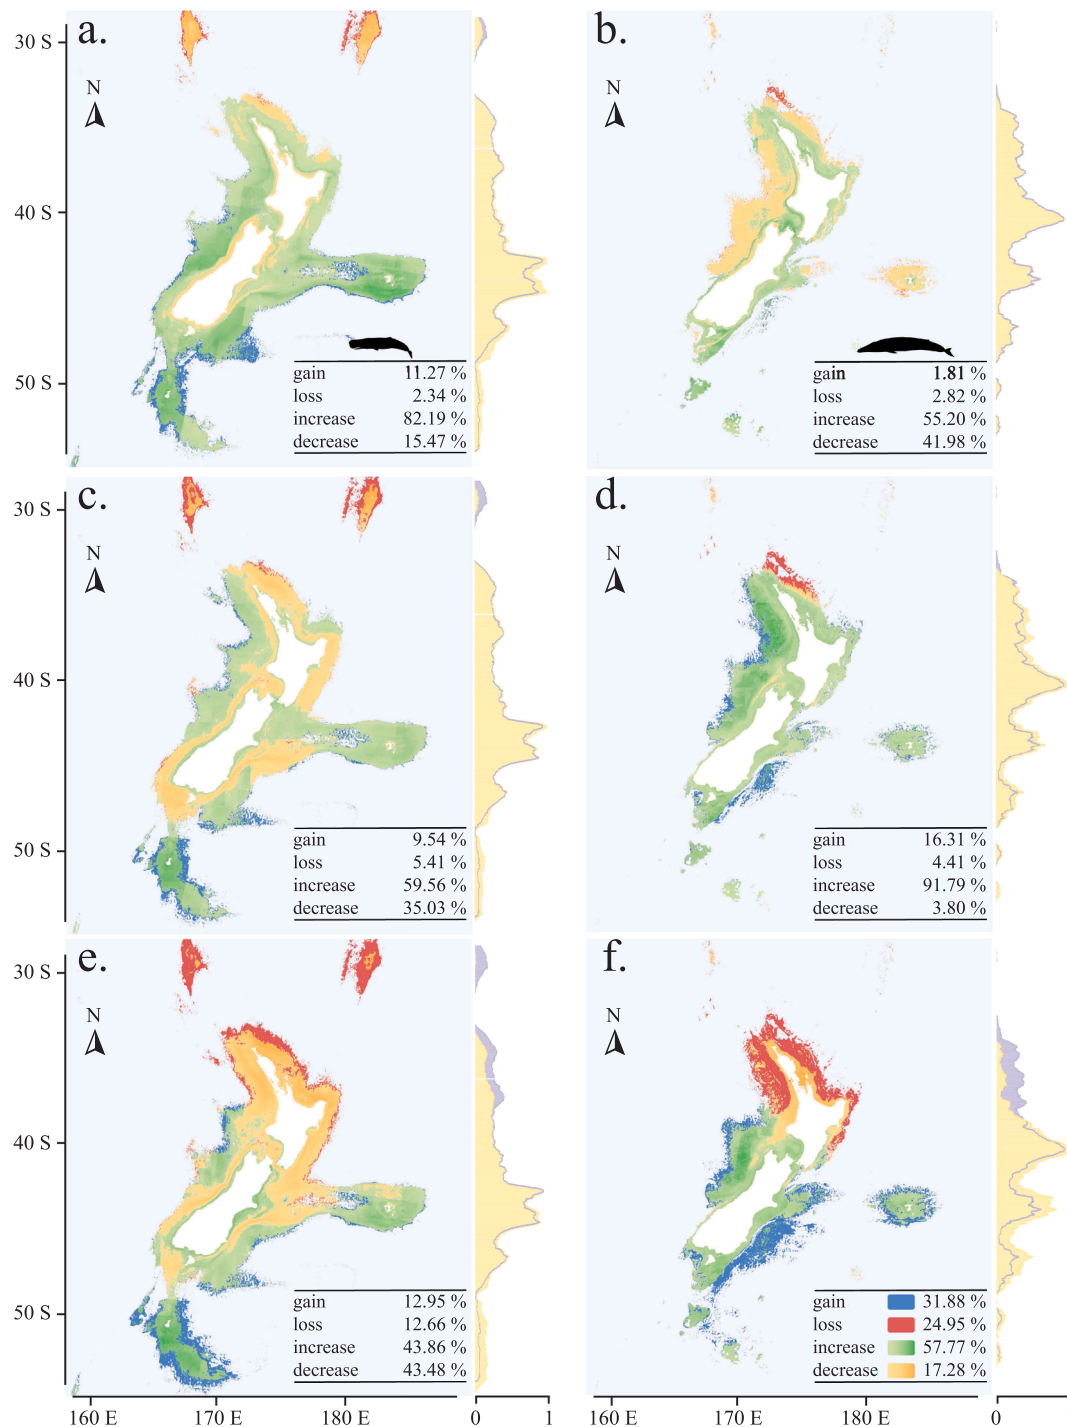 a.
b.
30 S
N
N
40 S
50 S
gain 11.27 %
loss 2.34 %
increase 82.19 %
decrease 15.47 %
gain 1.81 %
loss 2.82 %
increase 55.20 %
decrease 41.98 %
c.
d.
30 S
N
N
40 S
50 S
gain 9.54 %
loss 5.41 %
increase 59.56 %
decrease 35.03 %
gain 16.31 %
loss 4.41 %
increase 91.79 %
decrease 3.80 %
e.
f.
30 S
N
N
40 S
50 S
gain 12.95 %
loss 12.66 %
increase 43.86 %
decrease 43.48 %
gain 31.88 %
loss 24.95 %
increase 57.77 %
decrease 17.28 %
160 E 170 E 180 E 0 1
160 E 170 E 180 E 0